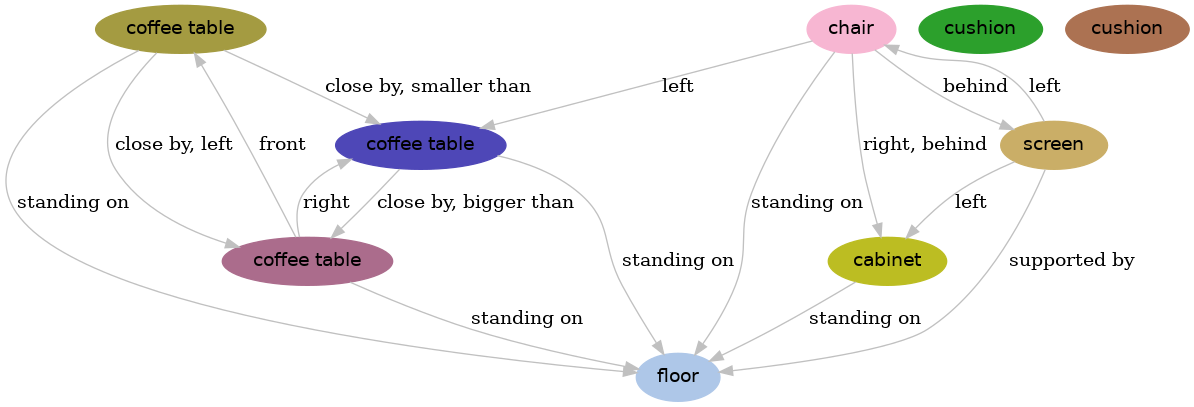 coffee table
chair
cushion
cushion
close by, smaller than
left
behind
left
close by, left
front
coffee table
right, behind
screen
standing on
right
close by, bigger than
standing on
left
coffee table
standing on
cabinet
supported by
standing on
standing on
floor